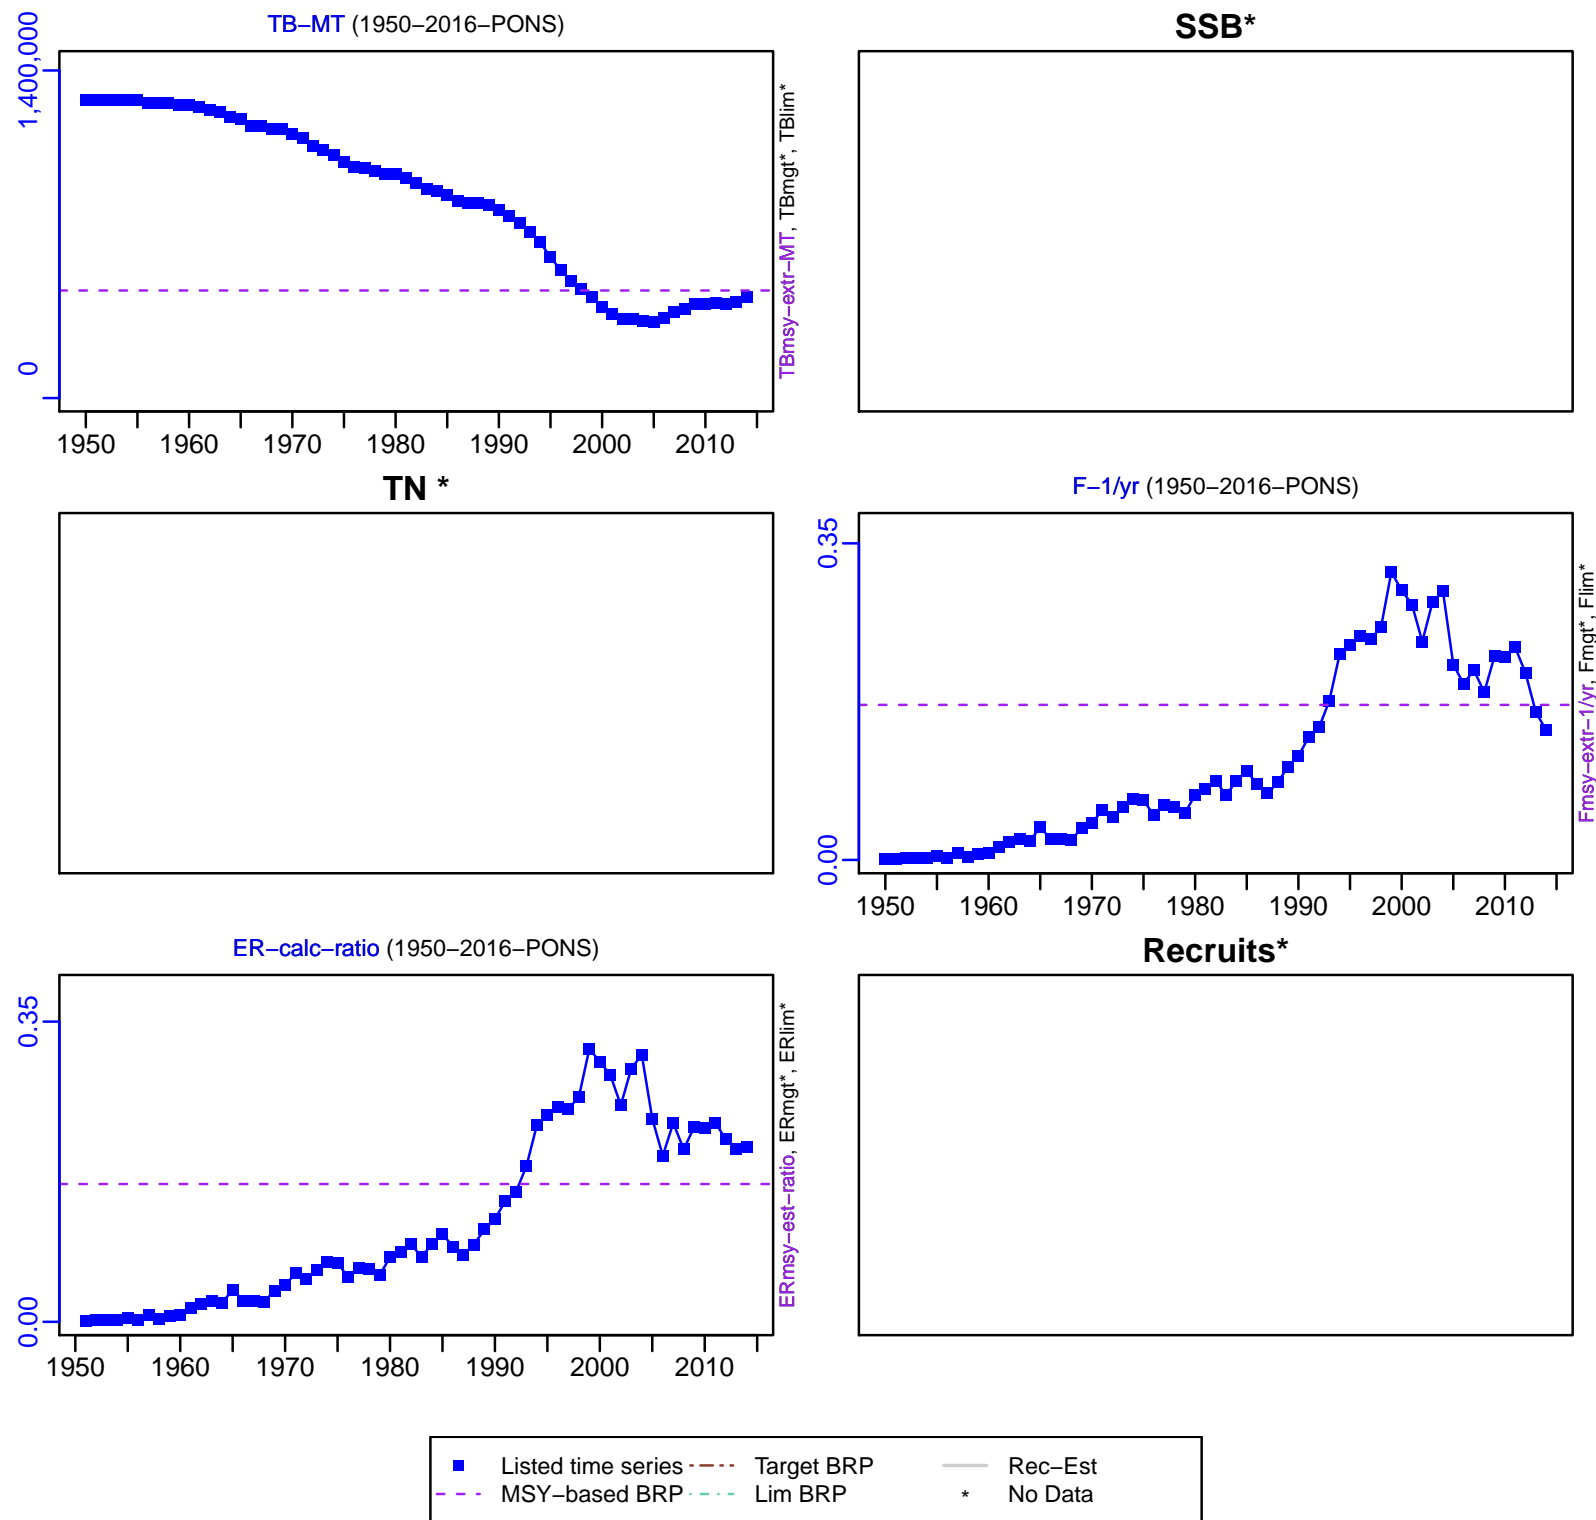 TB−MT (1950−2016−PONS)
1,400,000
0
TBmsy−extr−MT, TBmgt*, TBlim*
1950 1960 1970 1980 1990 2000 2010
SSB*
TN *
F−1/yr (1950−2016−PONS)
0.35
0.00
Fmsy−extr−1/yr, Fmgt*, Flim*
1950 1960 1970 1980 1990 2000 2010
ER−calc−ratio (1950−2016−PONS)
0.35
0.00
ERmsy−est−ratio, ERmgt*, ERlim*
1950 1960 1970 1980 1990 2000 2010
Recruits*
Listed time series Target BRP Rec−Est
MSY−based BRP Lim BRP * No Data